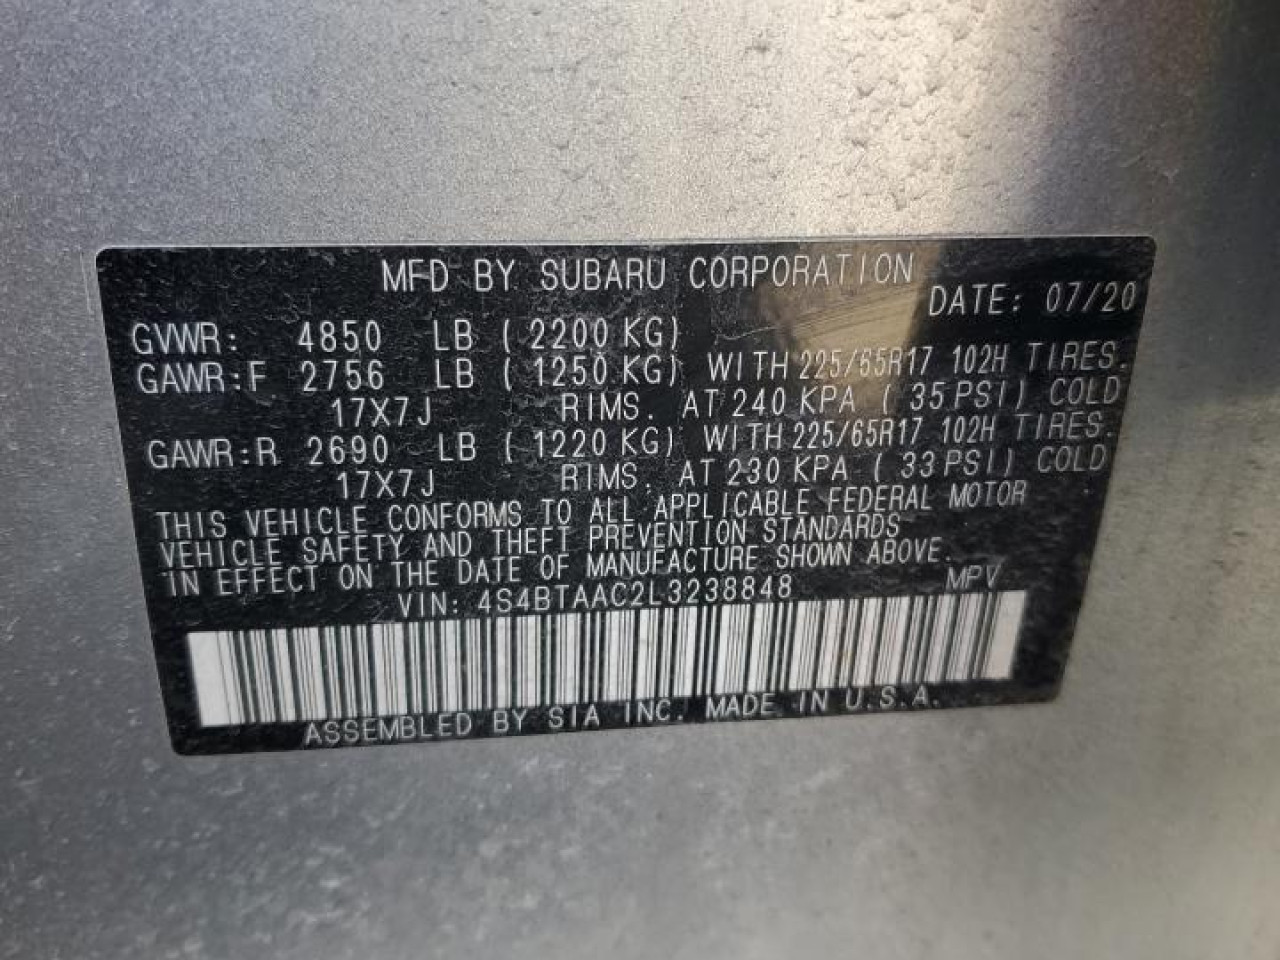 MFD BY SUBARU CORPORATION
DATE: 07/20
GVWR: 4850 LB ( 2200 KG)
GAWR:F 2756 LB ( 1250 KG) WITH 225/65R17 102H TIRES.
17X7J RIMS. AT 240 KPA ( 35 PSI) COLD
GAWR:R 2690 LB ( 1220 KG) WITH 225/65R17 102H TIRES.
17X7J RIMS. AT 230 KPA ( 33 PSI) COLD
THIS VEHICLE CONFORMS TO ALL APPLICABLE FEDERAL MOTOR
VEHICLE SAFETY AND THEFT PREVENTION STANDARDS
IN EFFECT ON THE DATE OF MANUFACTURE SHOWN ABOVE.
VIN: 4S4BTAAC2L3238848 MPV
ASSEMBLED BY SIA INC. MADE IN U.S.A.